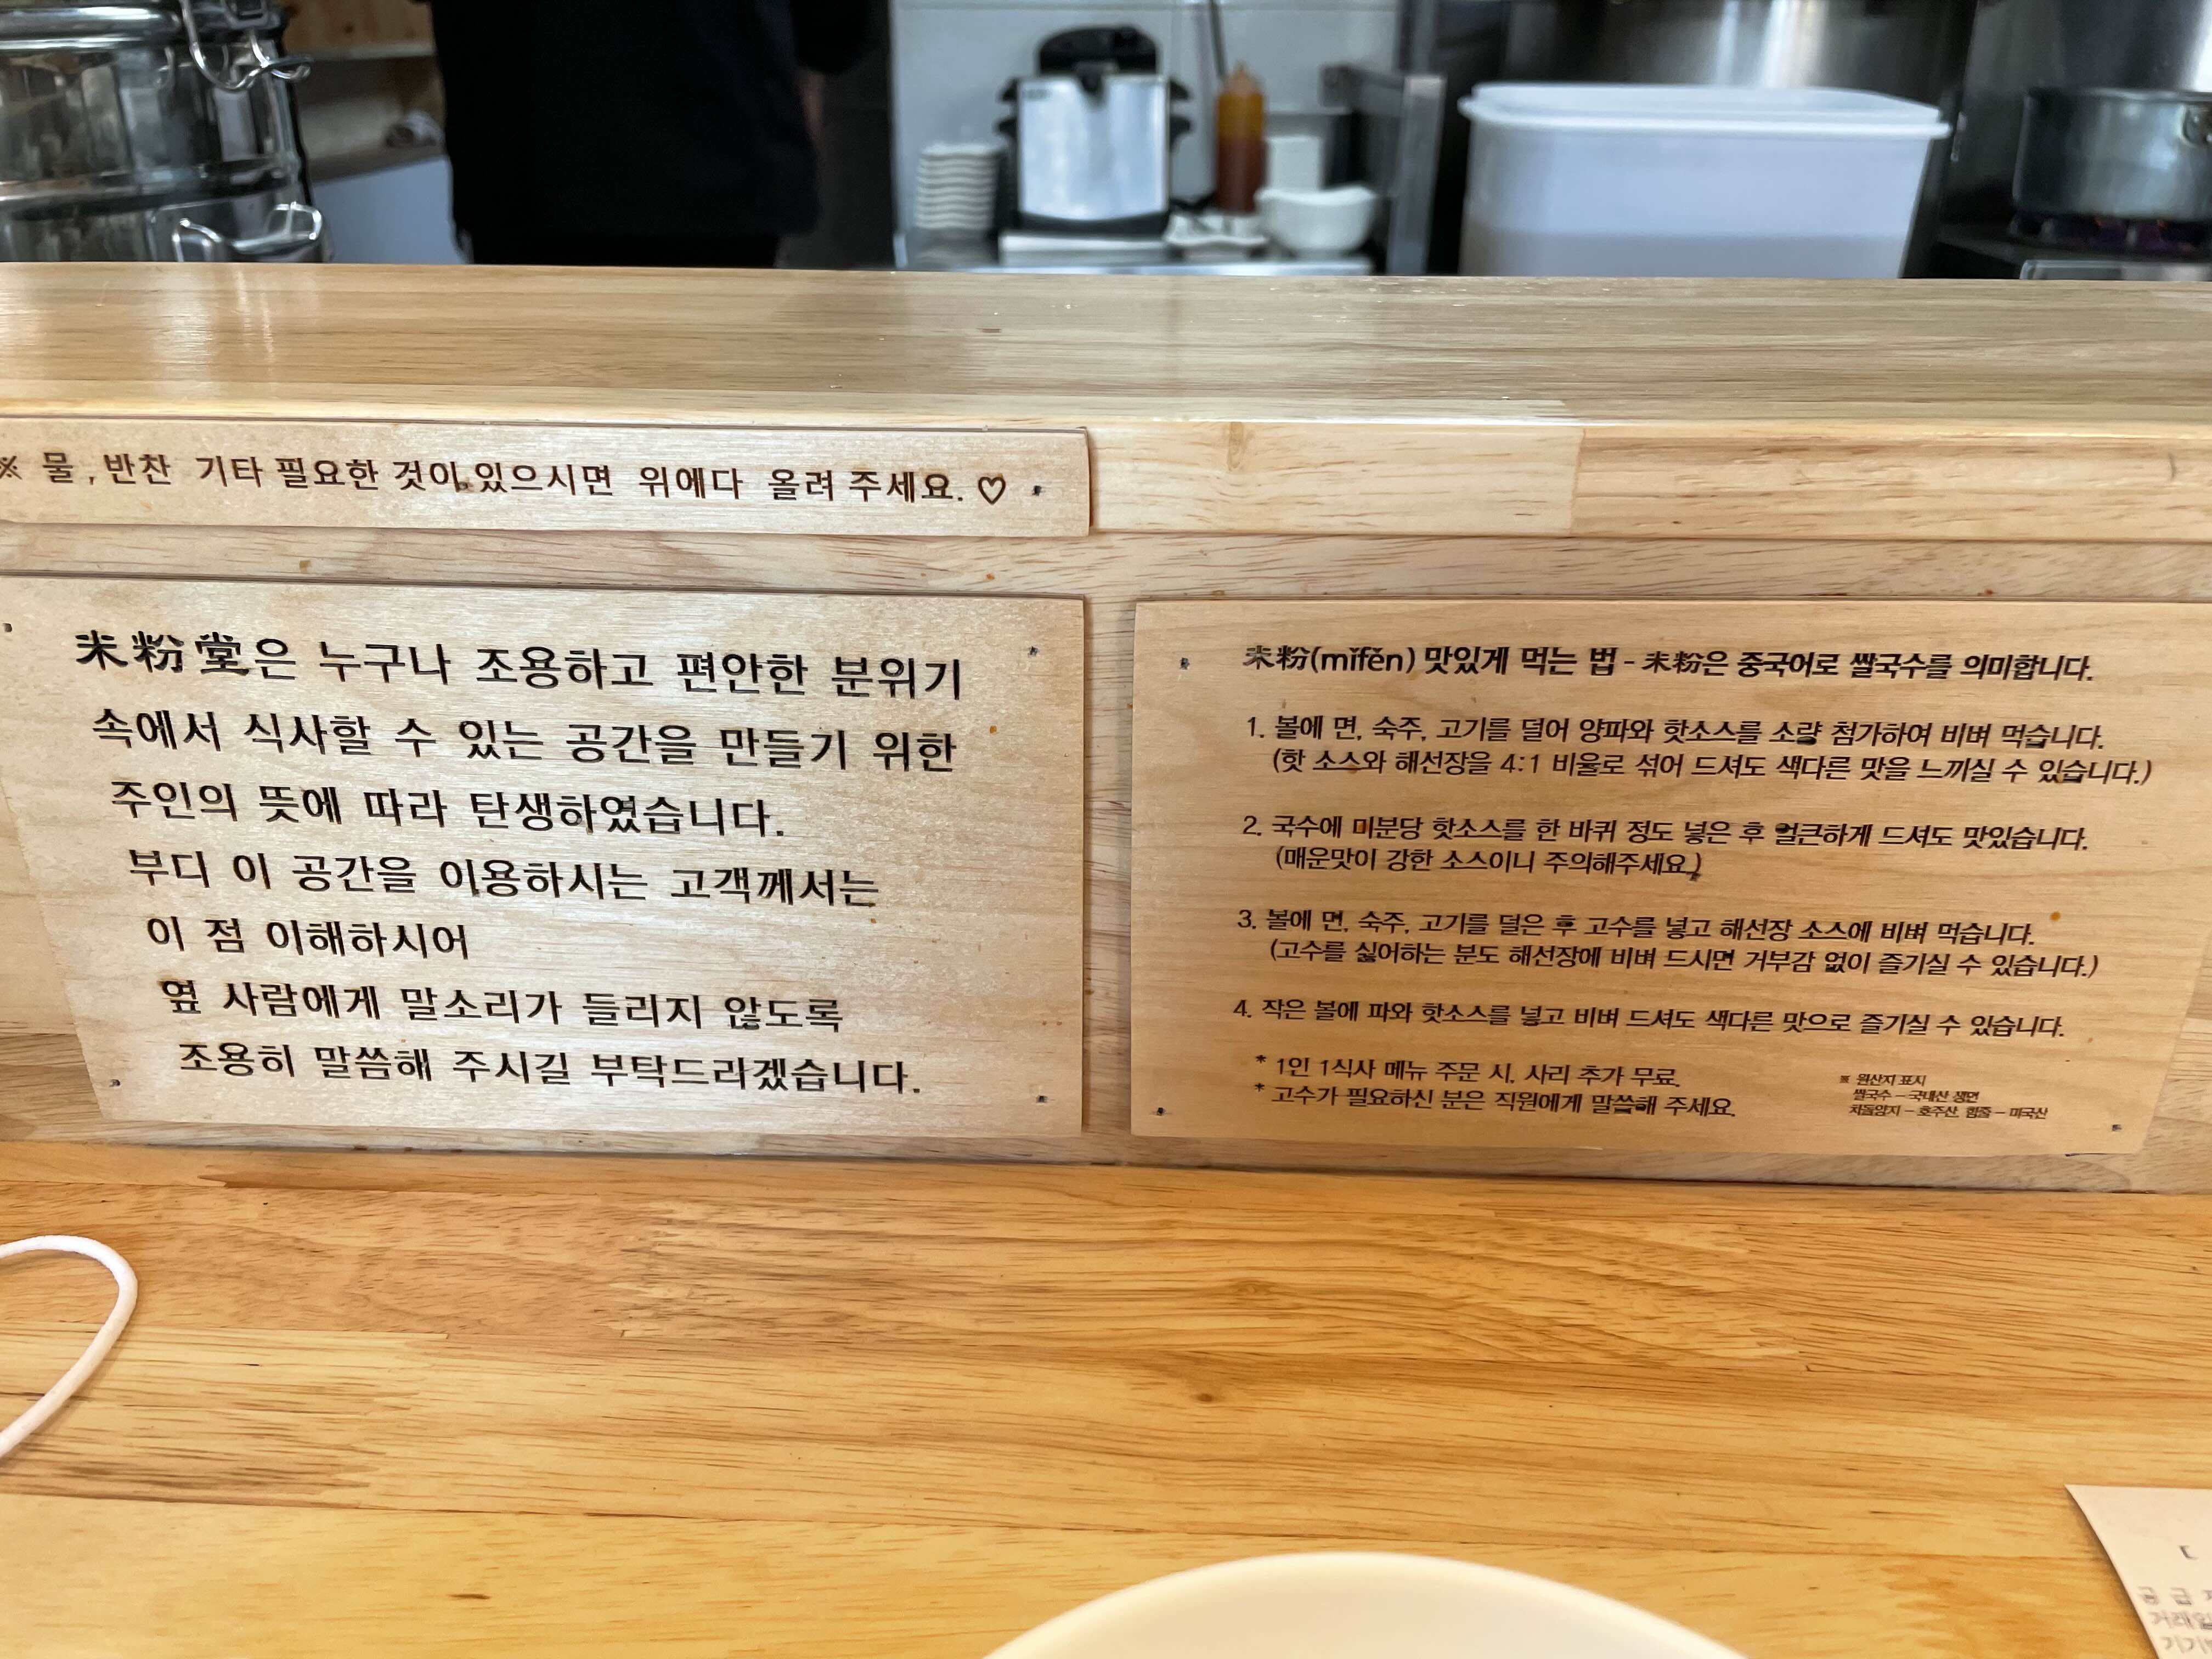 ※ 물, 반찬 기타 필요한 것이 있으시면 위에다 올려 주세요. ♡
米粉堂은 누구나 조용하고 편안한 분위기
속에서 식사할 수 있는 공간을 만들기 위한
주인의 뜻에 따라 탄생하였습니다.
부디 이 공간을 이용하시는 고객께서는
이 점 이해하시어
옆 사람에게 말소리가 들리지 않도록
조용히 말씀해 주시길 부탁드리겠습니다.
米粉(mǐfěn) 맛있게 먹는 법 - 米粉은 중국어로 쌀국수를 의미합니다.
1. 볼에 면, 숙주, 고기를 덜어 양파와 핫소스를 소량 첨가하여 비벼 먹습니다.
(핫 소스와 해선장을 4:1 비율로 섞어 드셔도 색다른 맛을 느끼실 수 있습니다.)
2. 국수에 미분당 핫소스를 한 바퀴 정도 넣은 후 얼큰하게 드셔도 맛있습니다.
(매운맛이 강한 소스이니 주의해주세요.)
3. 볼에 면, 숙주, 고기를 덜은 후 고수를 넣고 해선장 소스에 비벼 먹습니다.
(고수를 싫어하는 분도 해선장에 비벼 드시면 거부감 없이 즐기실 수 있습니다.)
4. 작은 볼에 파와 핫소스를 넣고 비벼 드셔도 색다른 맛으로 즐기실 수 있습니다.
* 1인 1식사 메뉴 주문 시, 사리 추가 무료.
* 고수가 필요하신 분은 직원에게 말씀해 주세요.
※ 원산지 표시
쌀국수 - 국내산 생면
차돌양지 - 호주산, 힘줄 - 미국산